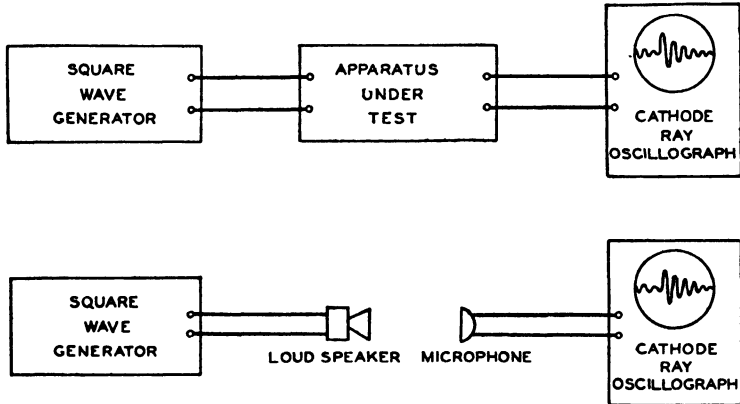 SQUARE
WAVE
GENERATOR
APPARATUS
UNDER
TEST
CATHODE
RAY
OSCILLOGRAPH
SQUARE
WAVE
GENERATOR
LOUD SPEAKER
MICROPHONE
CATHODE
RAY
OSCILLOGRAPH